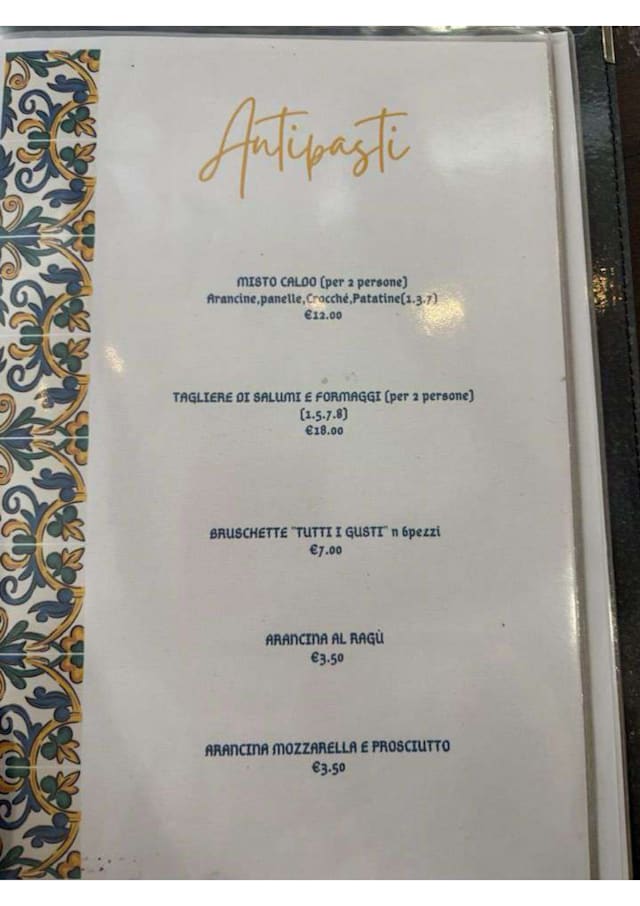 Antipasti
MISTO CALDO (per 2 persone)
Arancine,panelle,Crocché,Patatine(1.3.7)
€12.00
TAGLIERE DI SALUMI E FORMAGGI (per 2 persone)
(1.5.7.8)
€18.00
BRUSCHETTE "TUTTI I GUSTI" n 6pezzi
€7.00
ARANCINA AL RAGÙ
€3.50
ARANCINA MOZZARELLA E PROSCIUTTO
€3.50